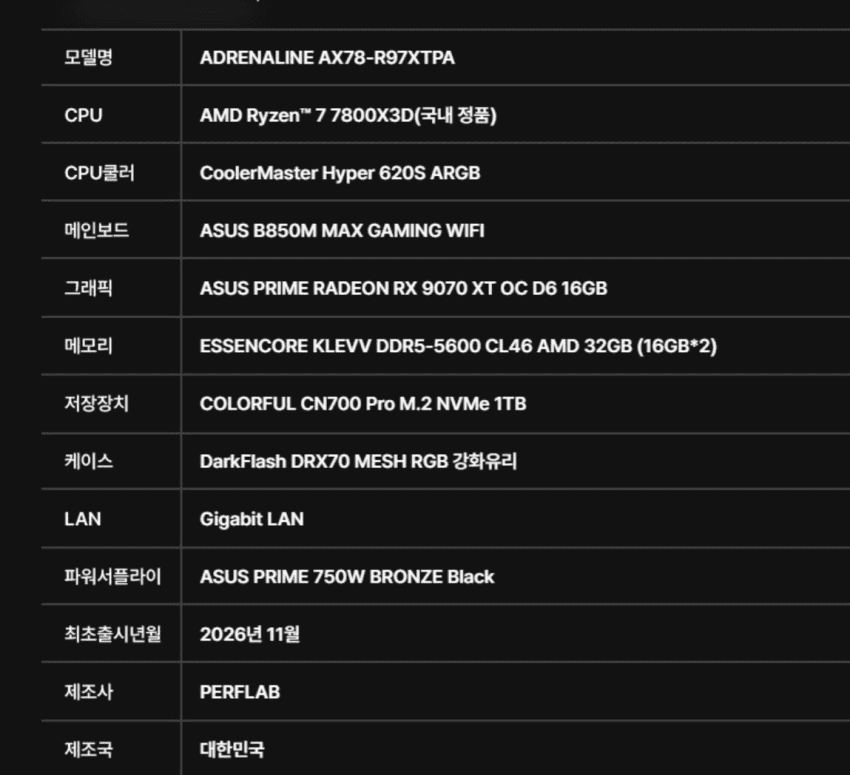 모델명 ADRENALINE AX78-R97XTPA
CPU AMD Ryzen™ 7 7800X3D(국내 정품)
CPU쿨러 CoolerMaster Hyper 620S ARGB
메인보드 ASUS B850M MAX GAMING WIFI
그래픽 ASUS PRIME RADEON RX 9070 XT OC D6 16GB
메모리 ESSENCORE KLEVV DDR5-5600 CL46 AMD 32GB (16GB*2)
저장장치 COLORFUL CN700 Pro M.2 NVMe 1TB
케이스 DarkFlash DRX70 MESH RGB 강화유리
LAN Gigabit LAN
파워서플라이 ASUS PRIME 750W BRONZE Black
최초출시년월 2026년 11월
제조사 PERFLAB
제조국 대한민국